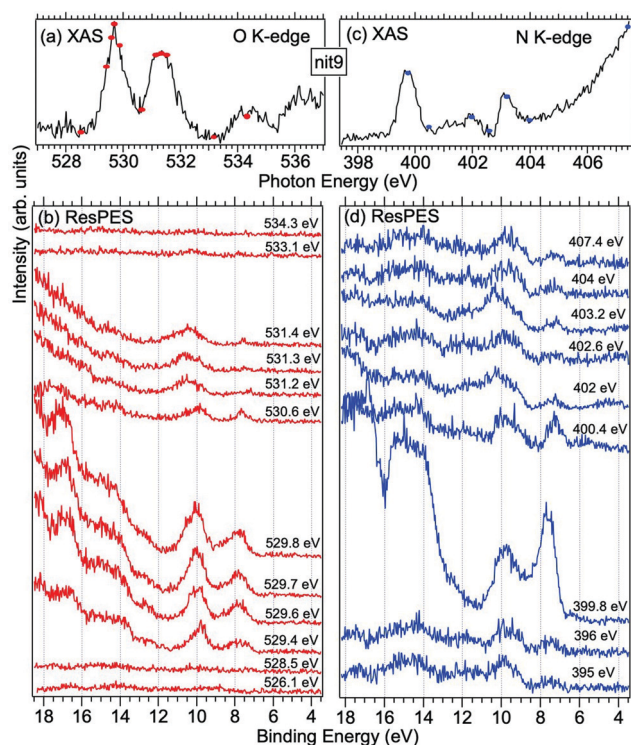 (a) XAS O K-edge
nit9
(c) XAS N K-edge
528 530 532 534 536
398 400 402 404 406
Photon Energy (eV)
Intensity (arb. units)
(b) ResPES
534.3 eV
533.1 eV
531.4 eV
531.3 eV
531.2 eV
530.6 eV
529.8 eV
529.7 eV
529.6 eV
529.4 eV
528.5 eV
526.1 eV
18 16 14 12 10 8 6 4
(d) ResPES
407.4 eV
404 eV
403.2 eV
402.6 eV
402 eV
400.4 eV
399.8 eV
396 eV
395 eV
18 16 14 12 10 8 6 4
Binding Energy (eV)